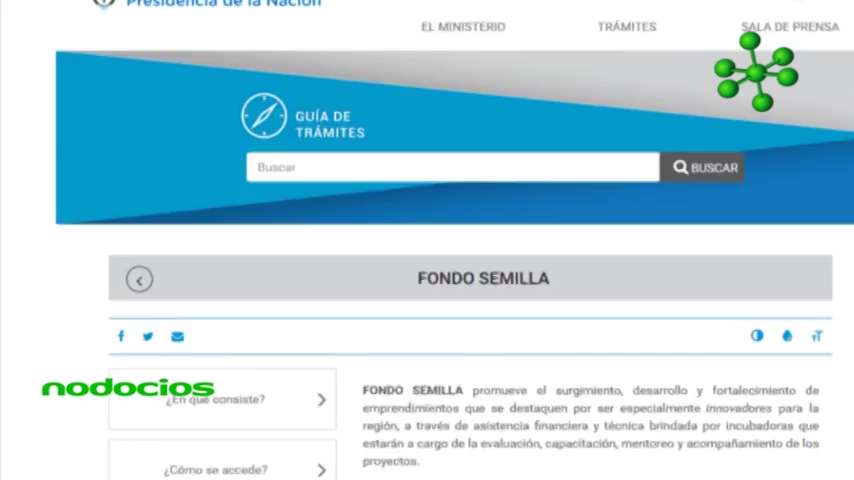 Presidencia de la Nación
EL MINISTERIO TRÁMITES SALA DE PRENSA
GUÍA DE
TRÁMITES
Buscar BUSCAR
FONDO SEMILLA
nodocios
¿En qué consiste?
¿Cómo se accede?
FONDO SEMILLA promueve el surgimiento, desarrollo y fortalecimiento de
emprendimientos que se destaquen por ser especialmente innovadores para la
región, a través de asistencia financiera y técnica brindada por incubadoras que
estarán a cargo de la evaluación, capacitación, mentoreo y acompañamiento de los
proyectos.